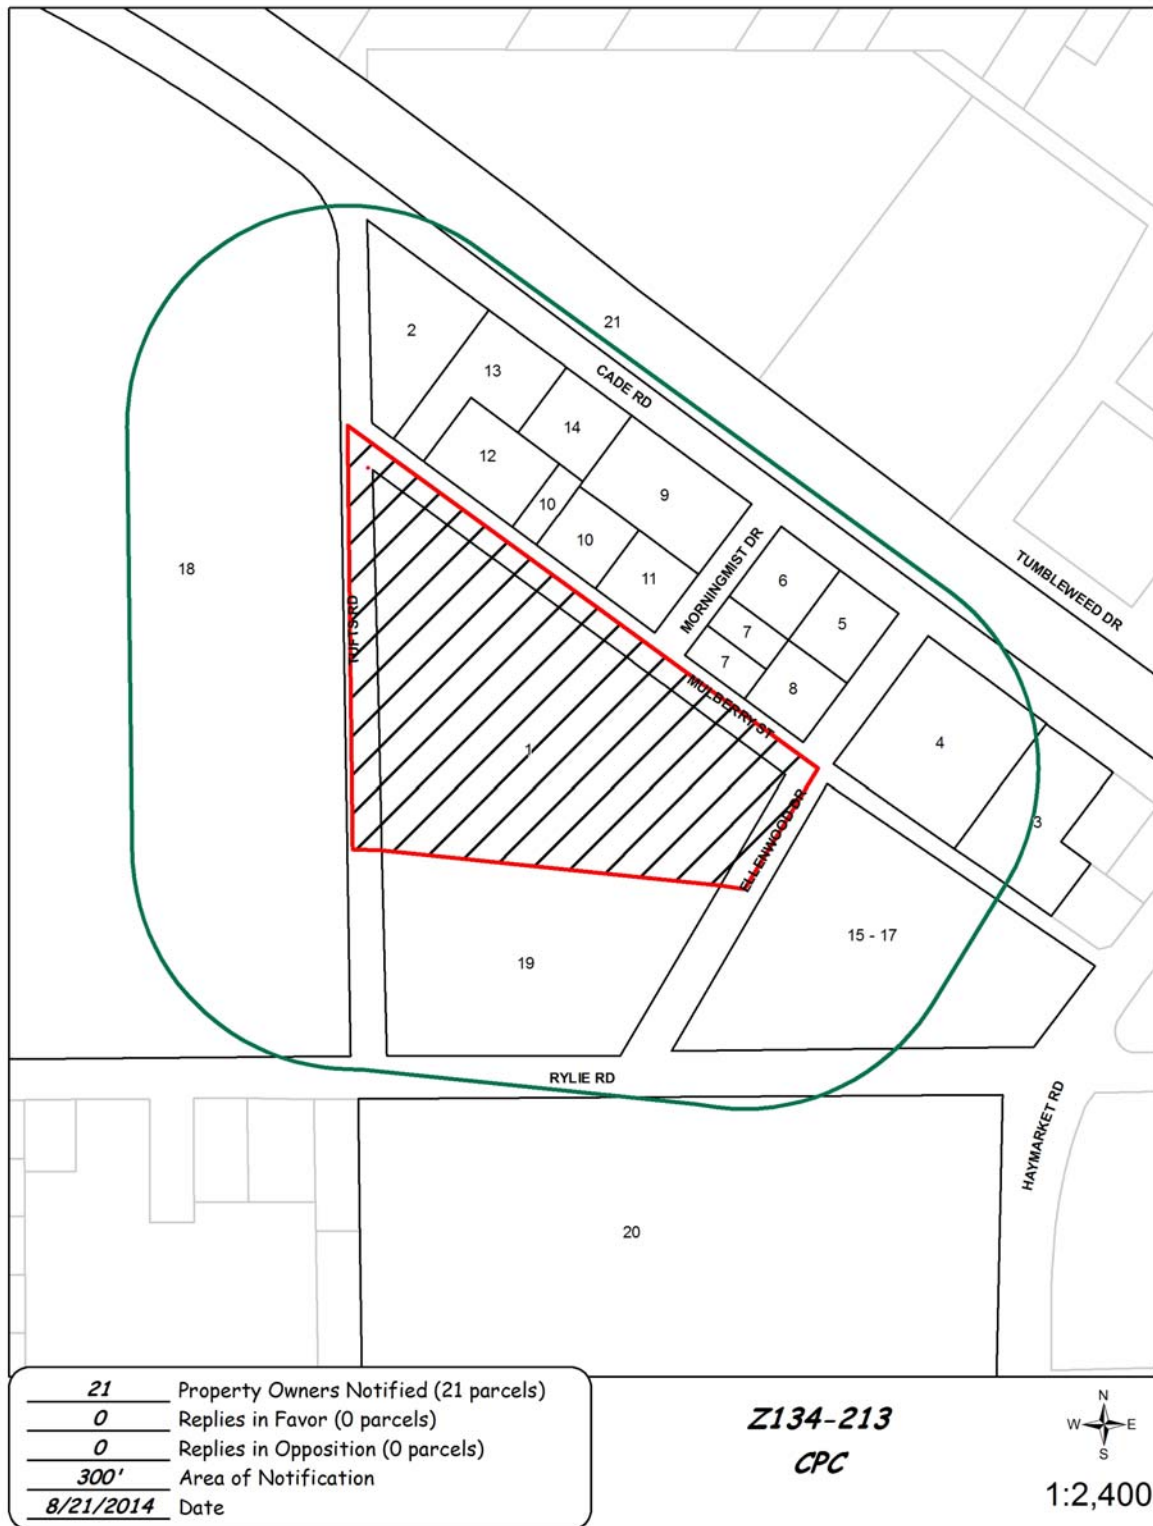 21
2
13
CADE RD
14
12
9
10
10
11
18
MORNINGMIST DR
6
TUMBLEWEED DR
TUFTS RD
5
7
7
8
MULBERRY ST
4
1
3
ELLENWOOD DR
15 - 17
19
RYLIE RD
HAYMARKET RD
20
21 Property Owners Notified (21 parcels)
0 Replies in Favor (0 parcels)
0 Replies in Opposition (0 parcels)
300' Area of Notification
8/21/2014 Date
Z134-213
CPC
N
W E
S
1:2,400